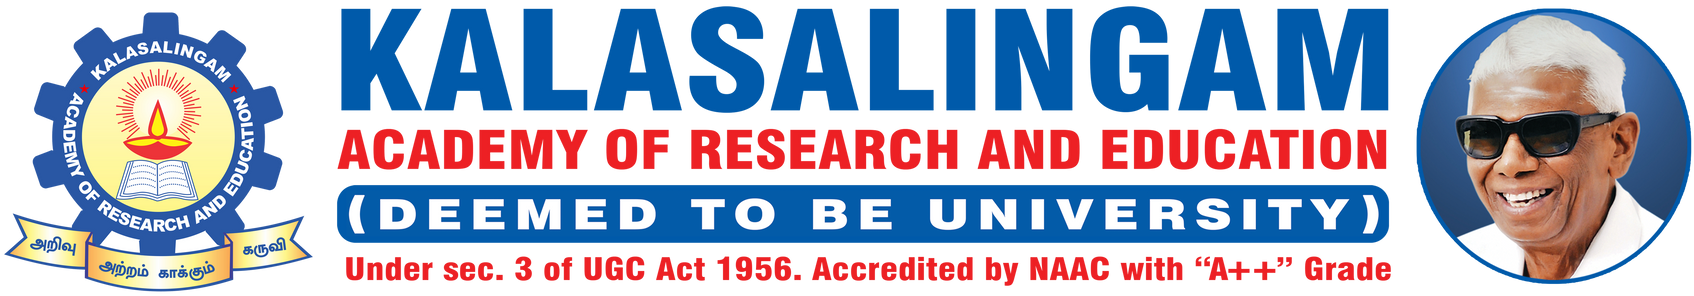 KALASALINGAM
ACADEMY OF RESEARCH AND EDUCATION
அறிவு அற்றம் காக்கும் கருவி
KALASALINGAM
ACADEMY OF RESEARCH AND EDUCATION
(DEEMED TO BE UNIVERSITY)
Under sec. 3 of UGC Act 1956. Accredited by NAAC with “A++” Grade